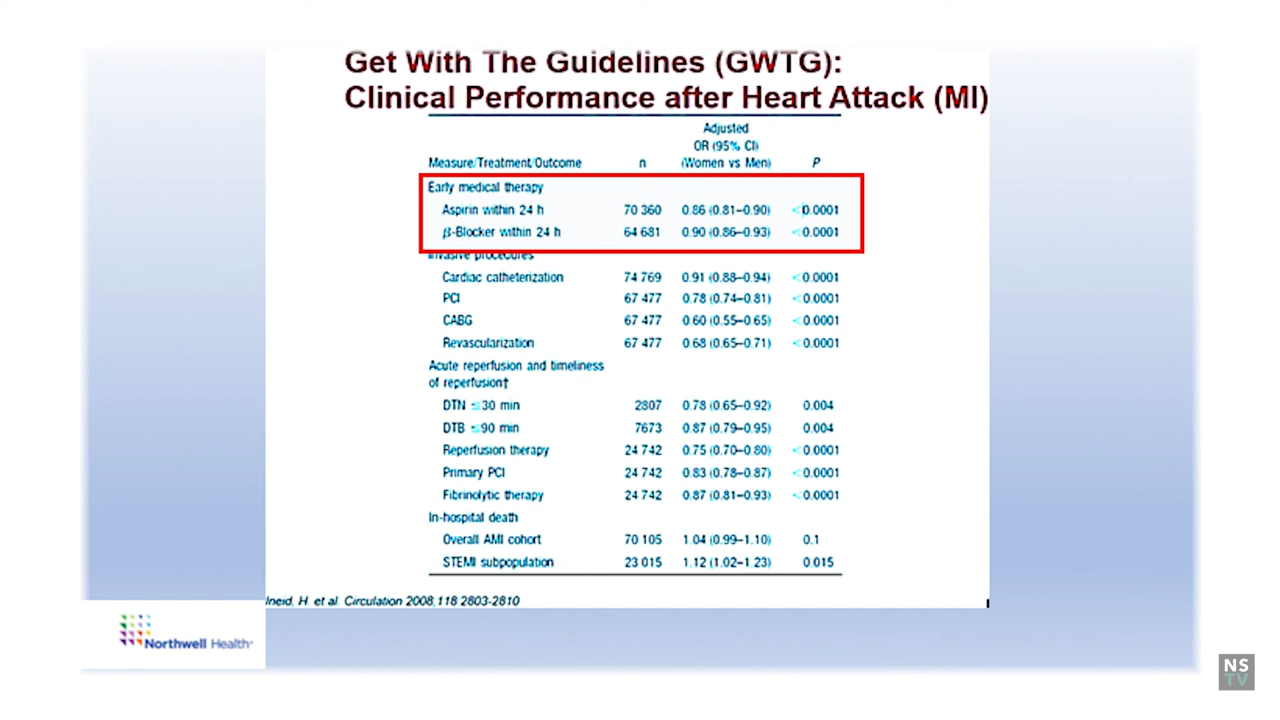 Get With The Guidelines (GWTG):
Clinical Performance after Heart Attack (MI)
Adjusted
OR (95% CI)
Measure/Treatment/Outcome n (Women vs Men) P
Early medical therapy
Aspirin within 24 h 70 360 0.86 (0.81–0.90) <0.0001
β-Blocker within 24 h 64 681 0.90 (0.86–0.93) <0.0001
Invasive procedures
Cardiac catheterization 74 769 0.91 (0.88–0.94) <0.0001
PCI 67 477 0.78 (0.74–0.81) <0.0001
CABG 67 477 0.60 (0.55–0.65) <0.0001
Revascularization 67 477 0.68 (0.65–0.71) <0.0001
Acute reperfusion and timeliness
of reperfusion†
DTN ≤30 min 2807 0.78 (0.65–0.92) 0.004
DTB ≤90 min 7673 0.87 (0.79–0.95) 0.004
Reperfusion therapy 24 742 0.75 (0.70–0.80) <0.0001
Primary PCI 24 742 0.83 (0.78–0.87) <0.0001
Fibrinolytic therapy 24 742 0.87 (0.81–0.93) <0.0001
In-hospital death
Overall AMI cohort 70 105 1.04 (0.99–1.10) 0.1
STEMI subpopulation 23 015 1.12 (1.02–1.23) 0.015
Jneid, H. et al. Circulation 2008;118:2803-2810
Northwell Health
NS
TV